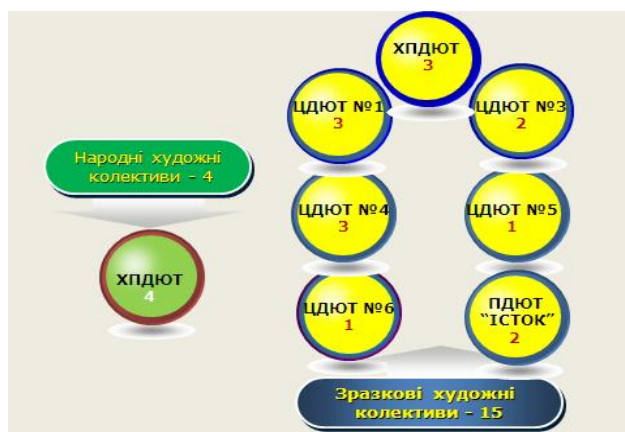 Народні художні
колективи - 4
ХПДЮТ
4
ХПДЮТ
3
ЦДЮТ №1
3
ЦДЮТ №3
2
ЦДЮТ №4
3
ЦДЮТ №5
1
ЦДЮТ №6
1
ПДЮТ
"ІСТОК"
2
Зразкові художні
колективи - 15